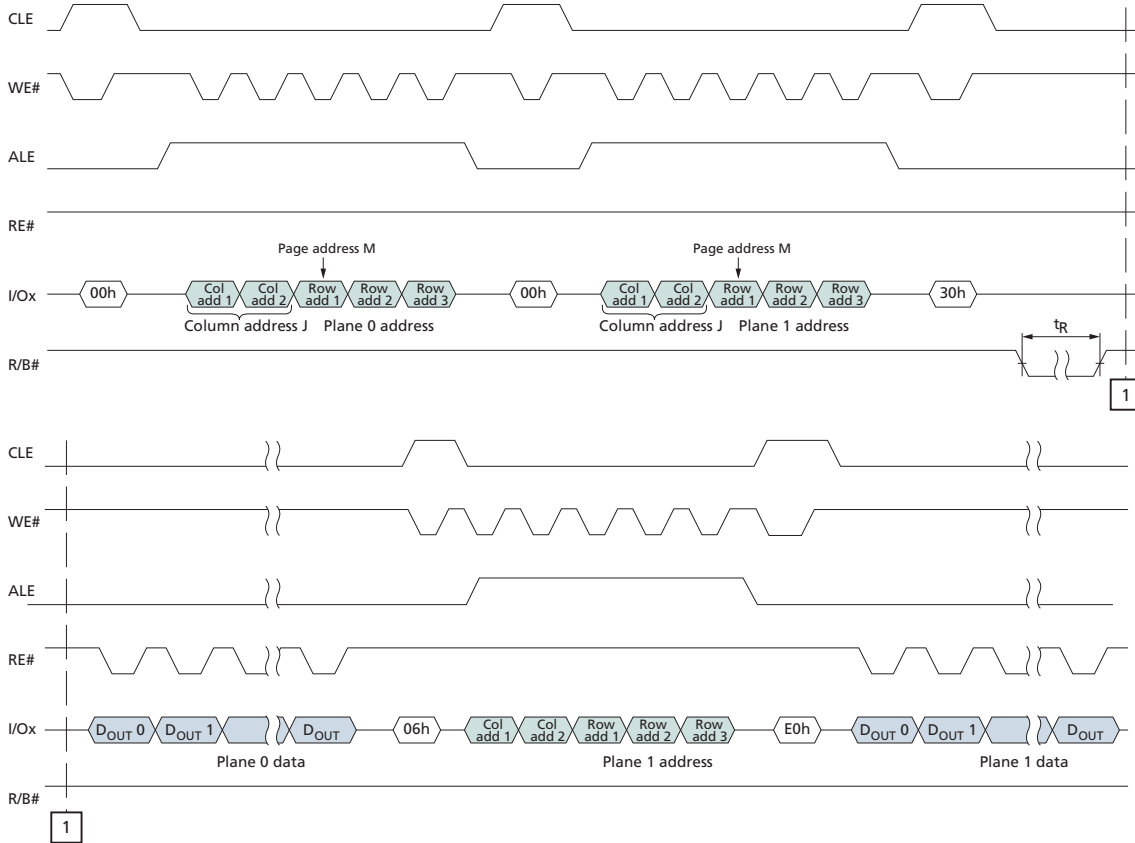 CLE
WE#
ALE
RE#
Page address M
Page address M
I/Ox
00h
Col add 1
Col add 2
Row add 1
Row add 2
Row add 3
00h
Col add 1
Col add 2
Row add 1
Row add 2
Row add 3
30h
Column address J
Plane 0 address
Column address J
Plane 1 address
tR
R/B#
1
CLE
WE#
ALE
RE#
I/Ox
DOUT 0
DOUT 1
DOUT
06h
Col add 1
Col add 2
Row add 1
Row add 2
Row add 3
E0h
DOUT 0
DOUT 1
DOUT
Plane 0 data
Plane 1 address
Plane 1 data
R/B#
1